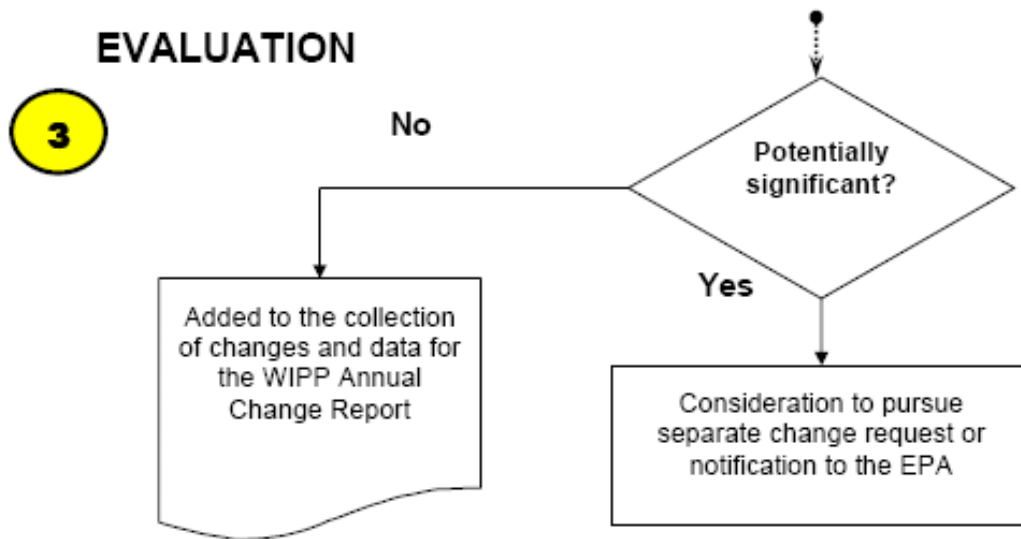 EVALUATION
3
No
Potentially
significant?
Yes
Added to the collection
of changes and data for
the WIPP Annual
Change Report
Consideration to pursue
separate change request or
notification to the EPA